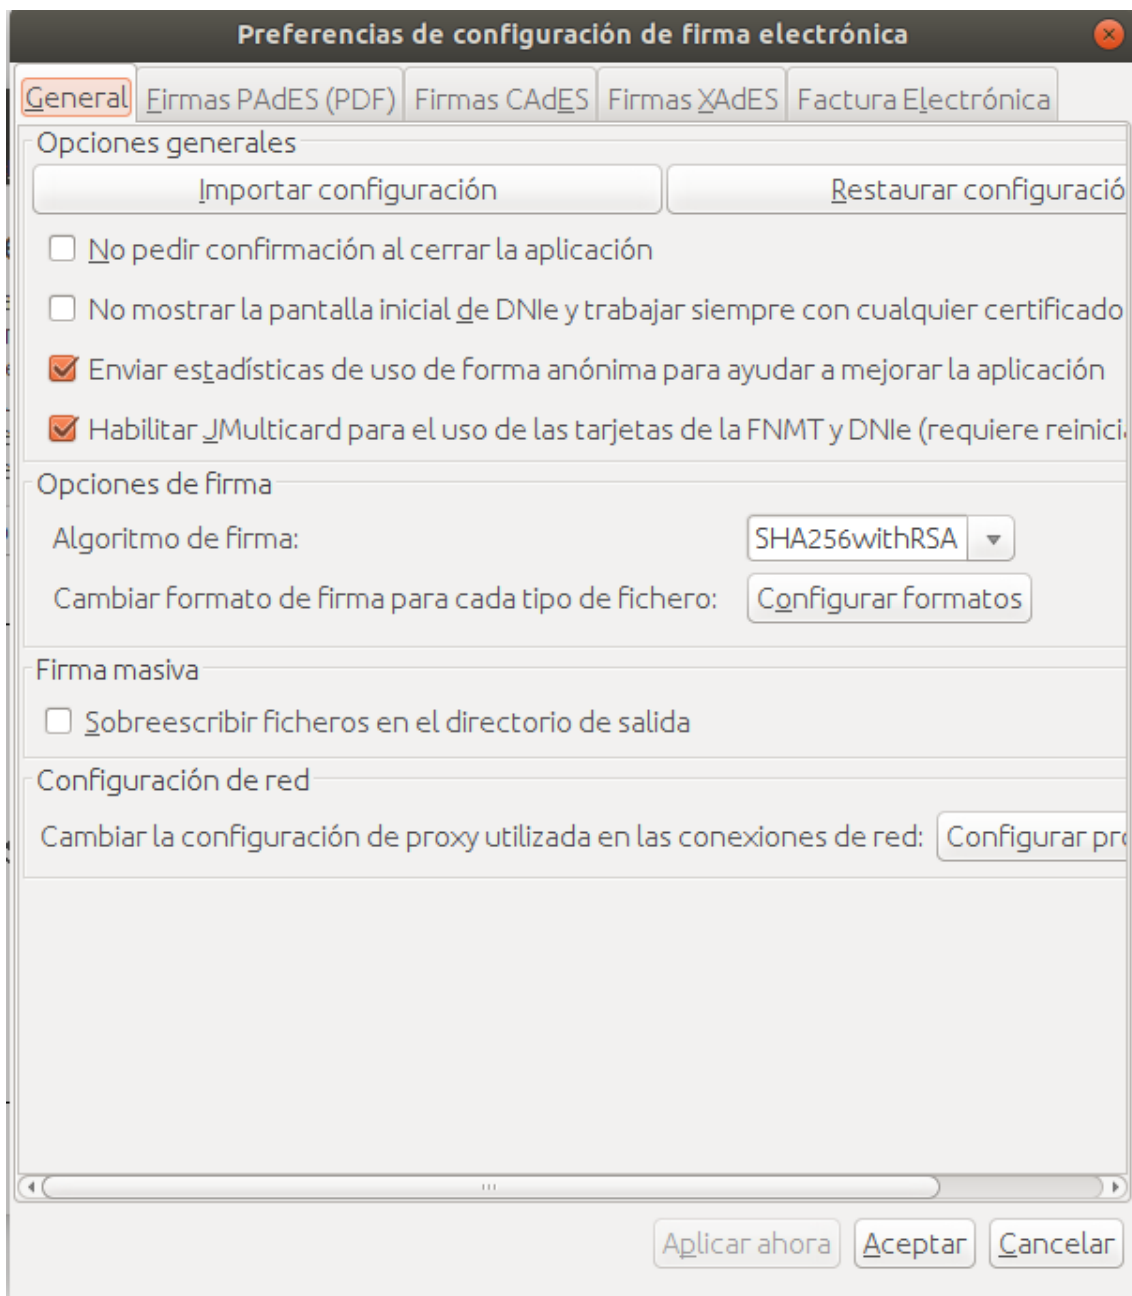 Preferencias de configuración de firma electrónica
General Firmas PAdES (PDF) Firmas CAdES Firmas XAdES Factura Electrónica
Opciones generales
Importar configuración Restaurar configuració
No pedir confirmación al cerrar la aplicación
No mostrar la pantalla inicial de DNIe y trabajar siempre con cualquier certificado
Enviar estadísticas de uso de forma anónima para ayudar a mejorar la aplicación
Habilitar JMulticard para el uso de las tarjetas de la FNMT y DNIe (requiere reinici
Opciones de firma
Algoritmo de firma: SHA256withRSA
Cambiar formato de firma para cada tipo de fichero: Configurar formatos
Firma masiva
Sobreescribir ficheros en el directorio de salida
Configuración de red
Cambiar la configuración de proxy utilizada en las conexiones de red: Configurar pro
Aplicar ahora Aceptar Cancelar